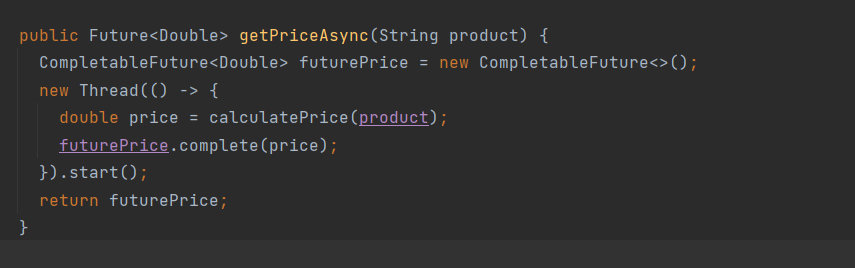 public Future<Double> getPriceAsync(String product) {
  CompletableFuture<Double> futurePrice = new CompletableFuture<>();
  new Thread(() -> {
    double price = calculatePrice(product);
    futurePrice.complete(price);
  }).start();
  return futurePrice;
}